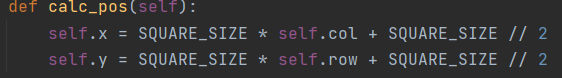 def calc_pos(self):
    self.x = SQUARE_SIZE * self.col + SQUARE_SIZE // 2
    self.y = SQUARE_SIZE * self.row + SQUARE_SIZE // 2